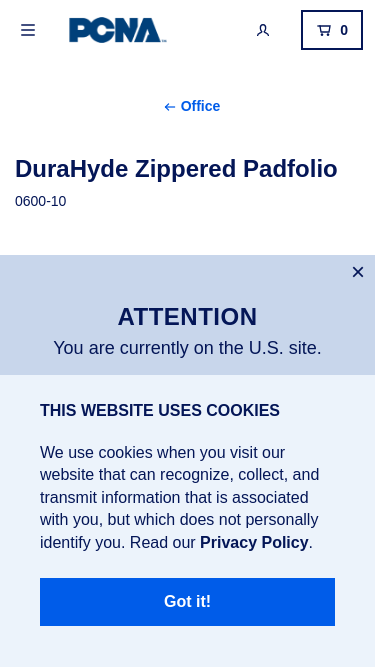 PCNA
0
← Office
DuraHyde Zippered Padfolio
0600-10
ATTENTION
You are currently on the U.S. site.
THIS WEBSITE USES COOKIES
We use cookies when you visit our
website that can recognize, collect, and
transmit information that is associated
with you, but which does not personally
identify you. Read our Privacy Policy.
Got it!